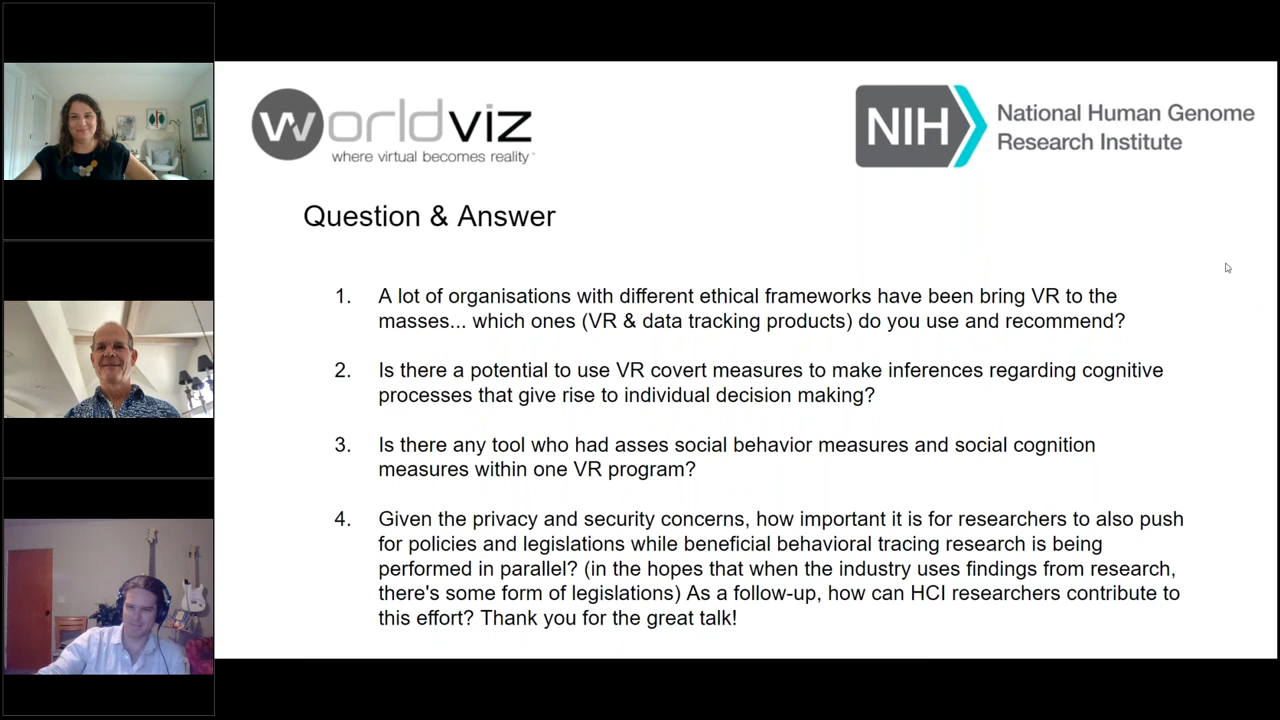 worldviz
where virtual becomes reality™
NIH
National Human Genome
Research Institute
Question & Answer
1. A lot of organisations with different ethical frameworks have been bring VR to the
masses... which ones (VR & data tracking products) do you use and recommend?
2. Is there a potential to use VR covert measures to make inferences regarding cognitive
processes that give rise to individual decision making?
3. Is there any tool who had asses social behavior measures and social cognition
measures within one VR program?
4. Given the privacy and security concerns, how important it is for researchers to also push
for policies and legislations while beneficial behavioral tracing research is being
performed in parallel? (in the hopes that when the industry uses findings from research,
there's some form of legislations) As a follow-up, how can HCI researchers contribute to
this effort? Thank you for the great talk!